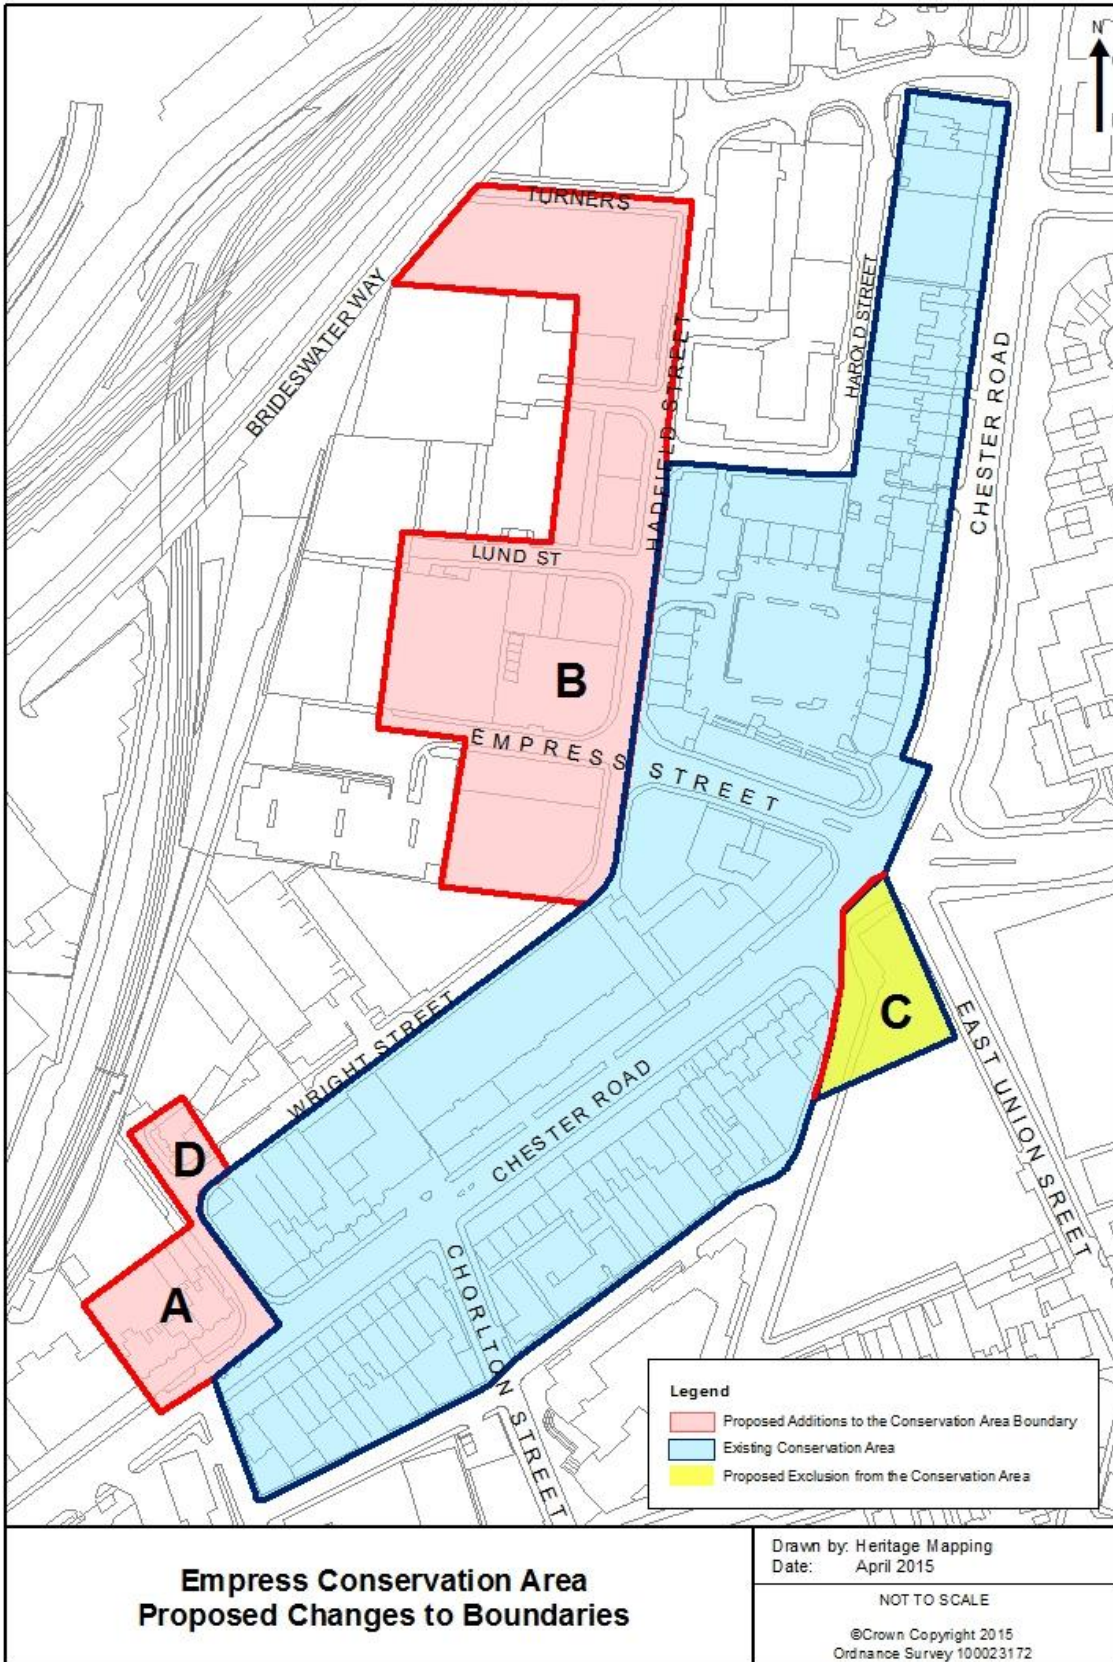 N
TURNERS
BRIDESWATER WAY
HADFIELD STREET
HAROLD STREET
CHESTER ROAD
LUND ST
B
EMPRESS STREET
C
EAST UNION SREET
WRIGHT STREET
CHESTER ROAD
D
A
CHORLTON STREET
Legend
Proposed Additions to the Conservation Area Boundary
Existing Conservation Area
Proposed Exclusion from the Conservation Area
Empress Conservation Area
Proposed Changes to Boundaries
Drawn by: Heritage Mapping
Date: April 2015
NOT TO SCALE
©Crown Copyright 2015
Ordnance Survey 100023172